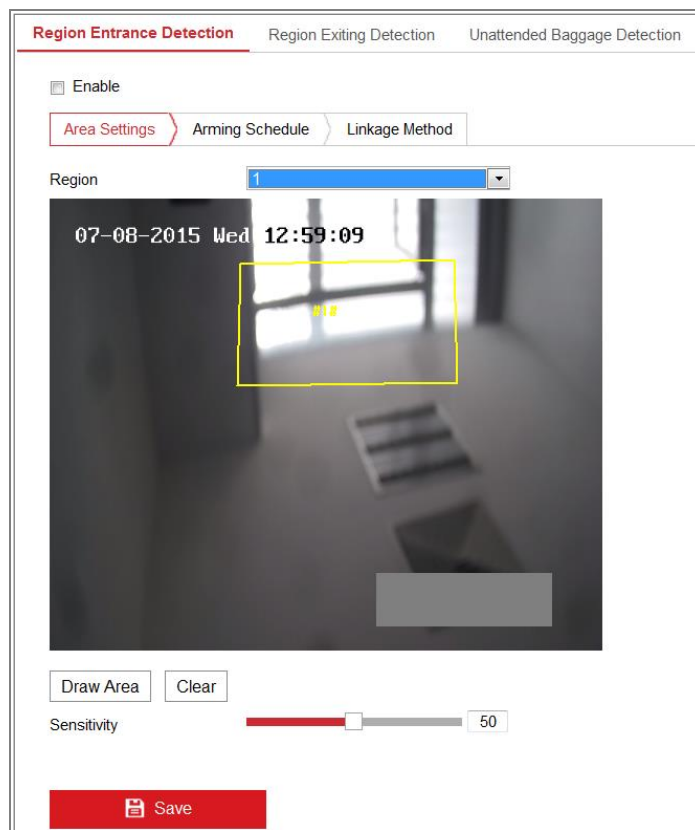 Region Entrance Detection Region Exiting Detection Unattended Baggage Detection
Enable
Area Settings Arming Schedule Linkage Method
Region 1
07-08-2015 Wed 12:59:09
#1#
Draw Area Clear
Sensitivity 50
Save